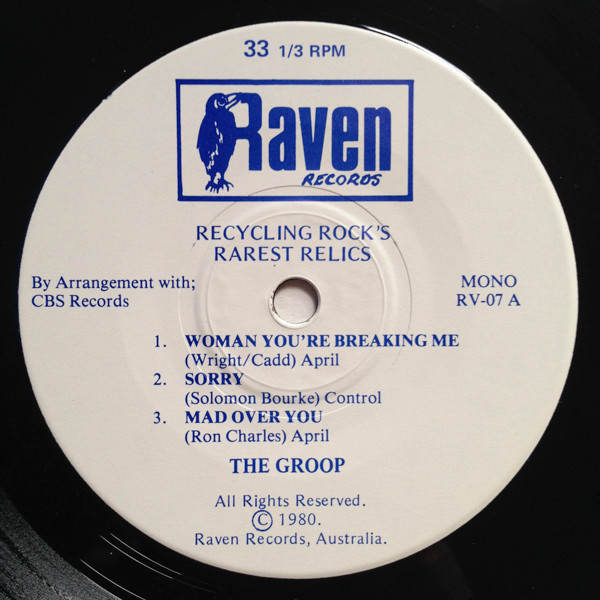 33 1/3 RPM
Raven
RECORDS
RECYCLING ROCK'S
RAREST RELICS
By Arrangement with;
CBS Records
MONO
RV-07 A
1. WOMAN YOU'RE BREAKING ME
(Wright/Cadd) April
2. SORRY
(Solomon Bourke) Control
3. MAD OVER YOU
(Ron Charles) April
THE GROOP
All Rights Reserved.
© 1980.
Raven Records, Australia.